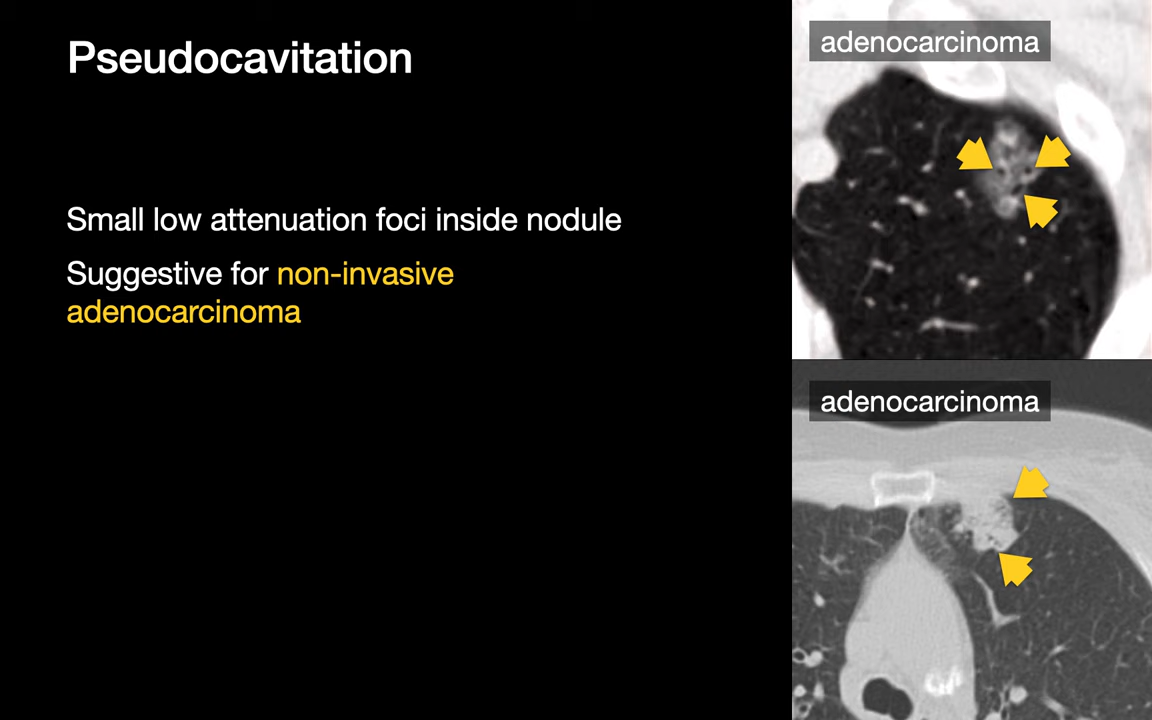 Pseudocavitation
Small low attenuation foci inside nodule
Suggestive for non-invasive
adenocarcinoma
adenocarcinoma
adenocarcinoma